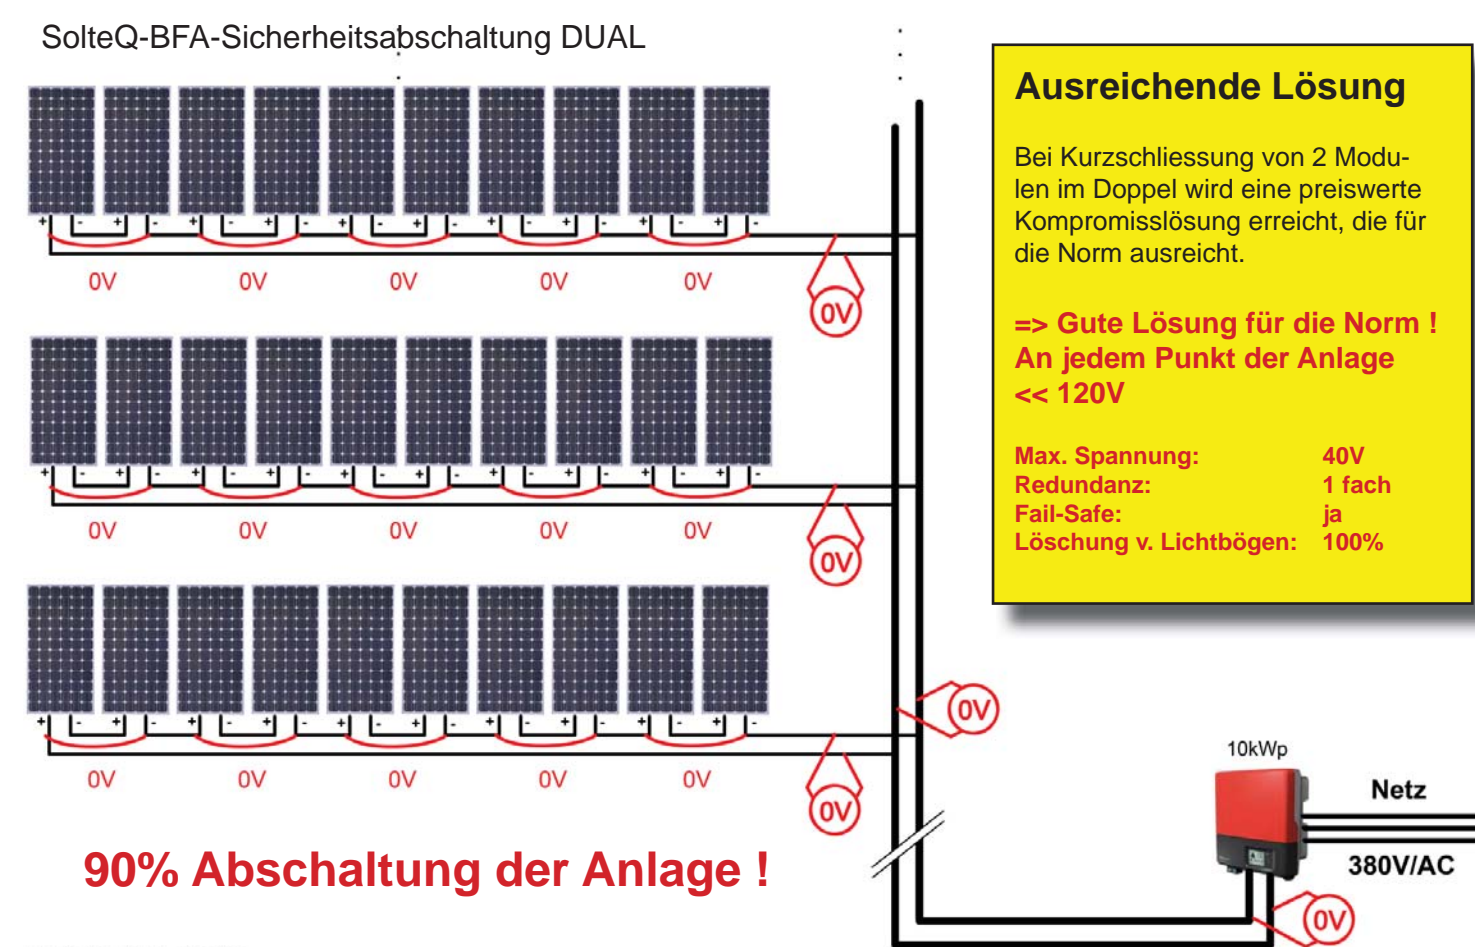 SolteQ-BFA-Sicherheitsabschaltung DUAL
+ - + - + - + - + - + - + - + - + - + -
0V 0V 0V 0V 0V
0V
+ - + - + - + - + - + - + - + - + - + -
0V 0V 0V 0V 0V
0V
+ - + - + - + - + - + - + - + - + - + -
0V 0V 0V 0V 0V
0V
90% Abschaltung der Anlage !
Ausreichende Lösung
Bei Kurzschliessung von 2 Modu-
len im Doppel wird eine preiswerte
Kompromisslösung erreicht, die für
die Norm ausreicht.
=> Gute Lösung für die Norm !
An jedem Punkt der Anlage
<< 120V
Max. Spannung: 40V
Redundanz: 1 fach
Fail-Safe: ja
Löschung v. Lichtbögen: 100%
0V
10kWp
Netz
380V/AC
0V